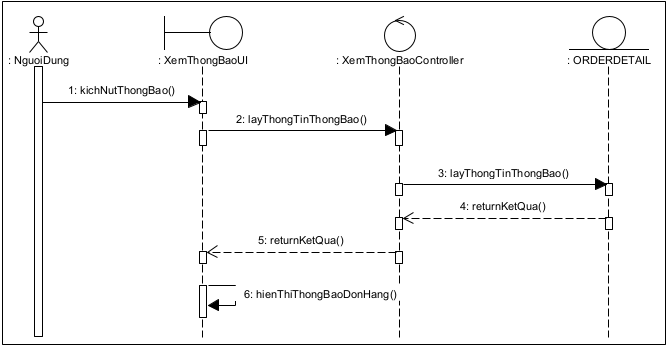 : NguoiDung
: XemThongBaoUI
: XemThongBaoController
: ORDERDETAIL
1: kichNutThongBao()
2: layThongTinThongBao()
3: layThongTinThongBao()
4: returnKetQua()
5: returnKetQua()
6: hienThiThongBaoDonHang()